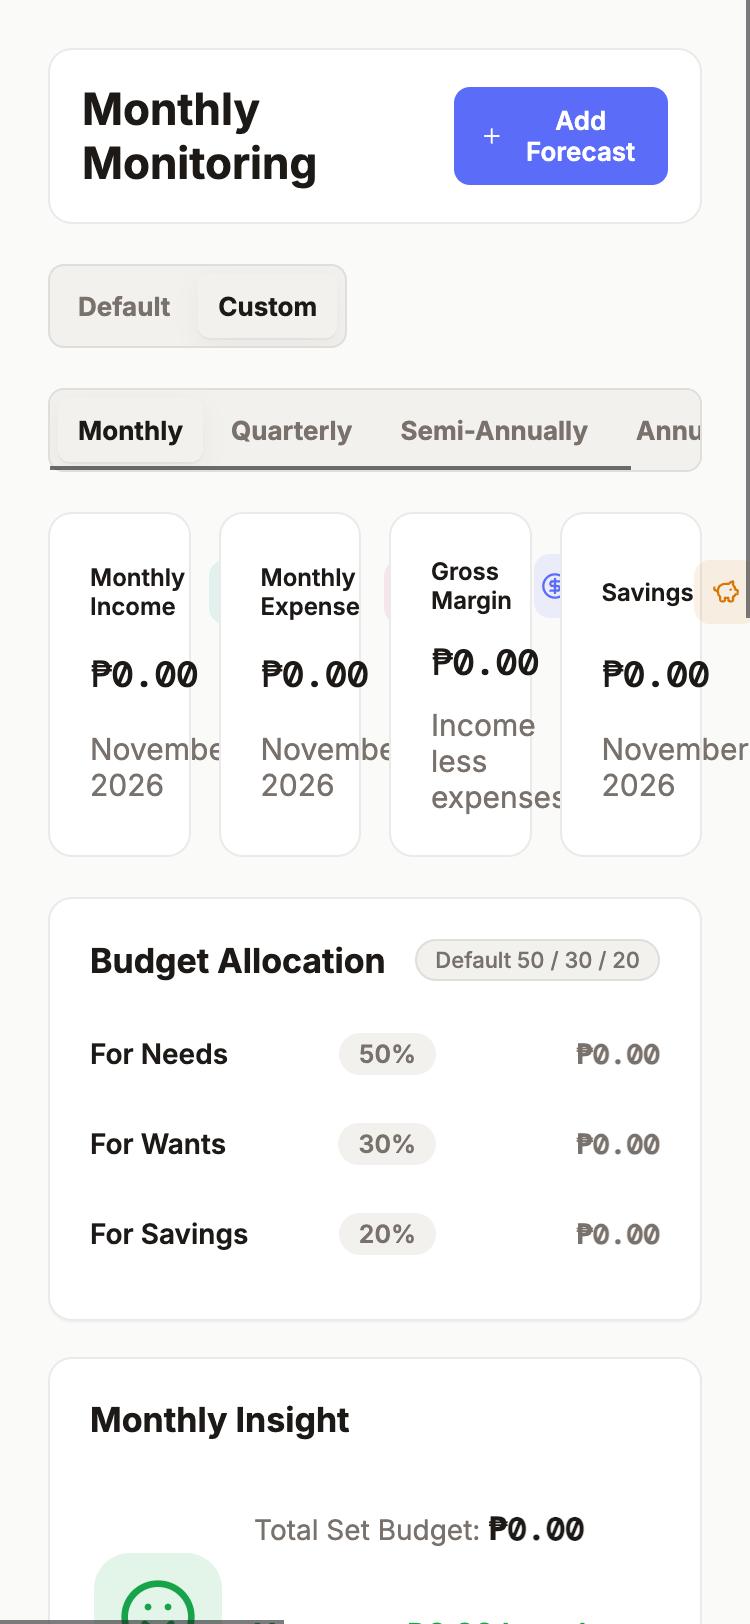 Monthly
Monitoring
+ Add
Forecast
Default Custom
Monthly Quarterly Semi-Annually Annu
Monthly
Income
₱0.00
Novembe
2026
Monthly
Expense
₱0.00
Novembe
2026
Gross
Margin
₱0.00
Income
less
expenses
Savings
₱0.00
November
2026
Budget Allocation Default 50 / 30 / 20
For Needs 50% ₱0.00
For Wants 30% ₱0.00
For Savings 20% ₱0.00
Monthly Insight
Total Set Budget: ₱0.00